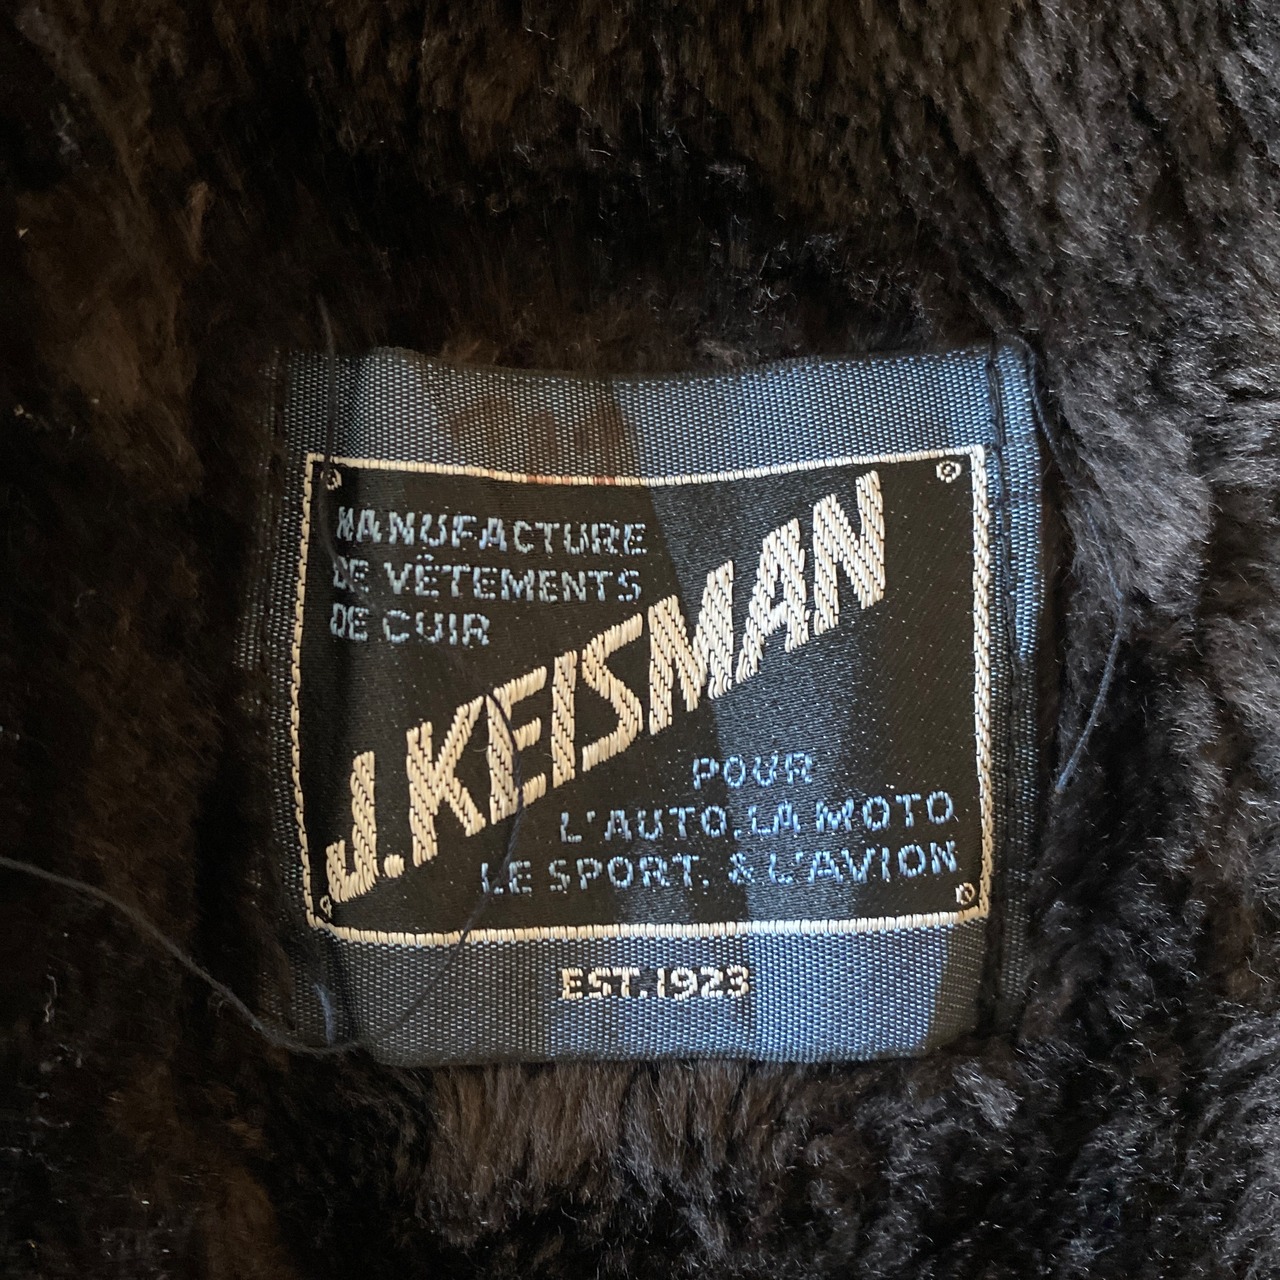 MANUFACTURE
DE VÊTEMENTS
DE CUIR
J.KEISMAN
POUR
L'AUTO. LA MOTO
LE SPORT. & L'AVION
EST.1923